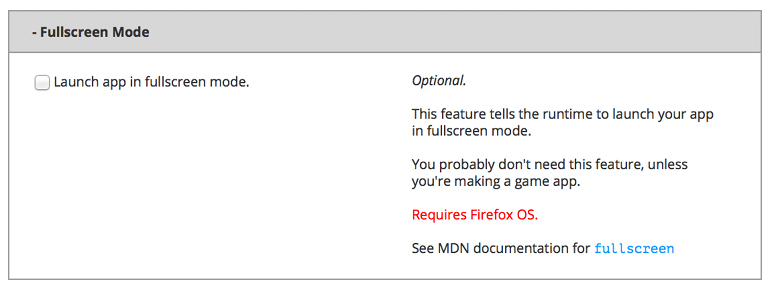 - Fullscreen Mode
Launch app in fullscreen mode.
Optional.
This feature tells the runtime to launch your app
in fullscreen mode.
You probably don't need this feature, unless
you're making a game app.
Requires Firefox OS.
See MDN documentation for fullscreen